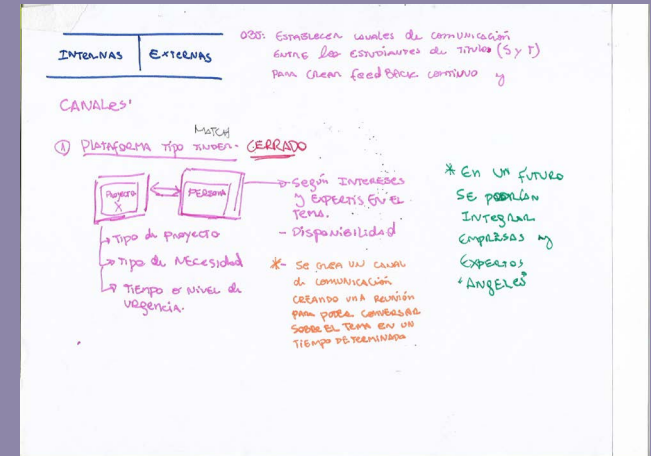 INTERNAS EXTERNAS
OBJ: ESTABLECER canales de comunicación
ENTRE los ESTUDIANTES de Titulos (S y T)
PARA CREAR feed BACK continuo y
CANALES'
MATCH
① PLATAFORMA Tipo TINDER - CERRADO
PROYECTO X
PERSONA
→ Según INTERESES
y EXPERTIS EN EL
TEMA.
- Disponibilidad
→ Tipo de Proyecto
→ Tipo de NECESIDAD
→ TIEMPO o NIVEL de
URGENCIA.
*- SE CREA UN CANAL
de comunicación
CREANDO UNA REUNIÓN
PARA PODER CONVERSAR
SOBRE EL TEMA EN UN
TIEMPO DETERMINADO
* EN UN FUTURO
SE PODRÍAN
INTEGRAR
EMPRESAS y
EXPERTOS
"ANGELES"